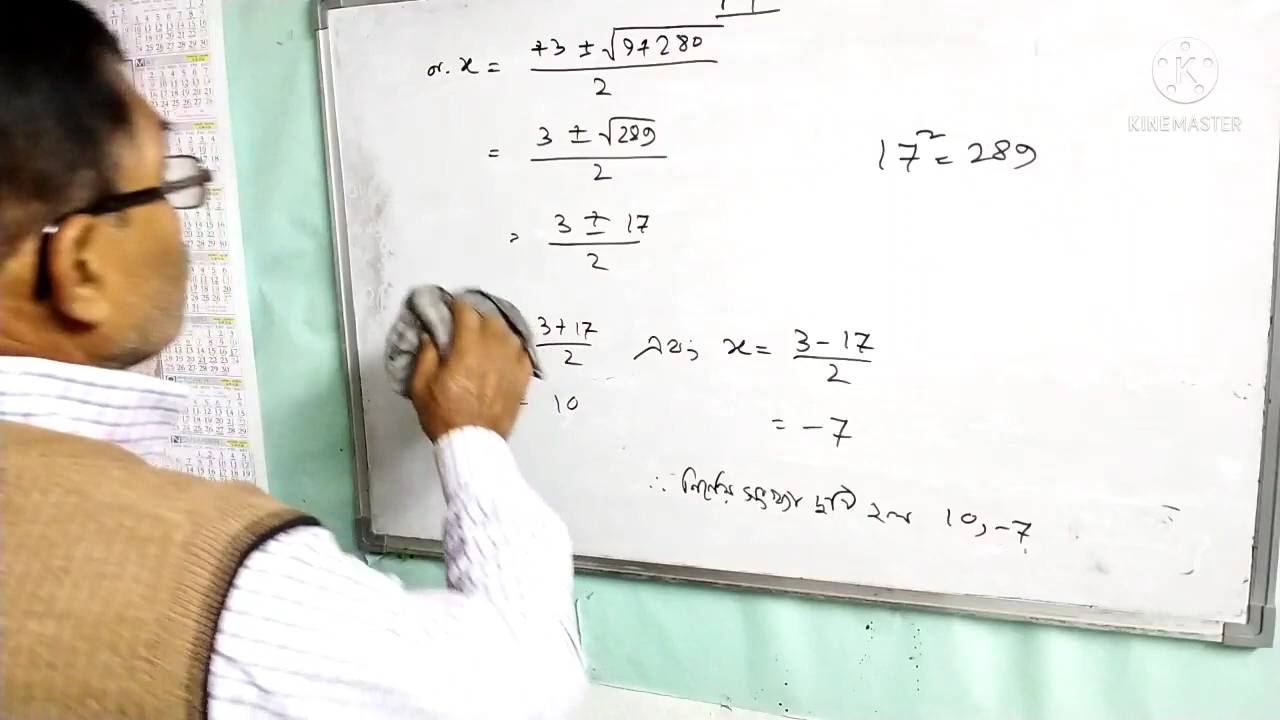 or. x = +3 ± √9+280 / 2
= 3 ± √289 / 2
17² = 289
= 3 ± 17 / 2
3+17 / 2 এবং x = 3-17 / 2
= 10
= -7
∴ নির্ণেয় সংখ্যা দুটি হল 10, -7
KINEMASTER